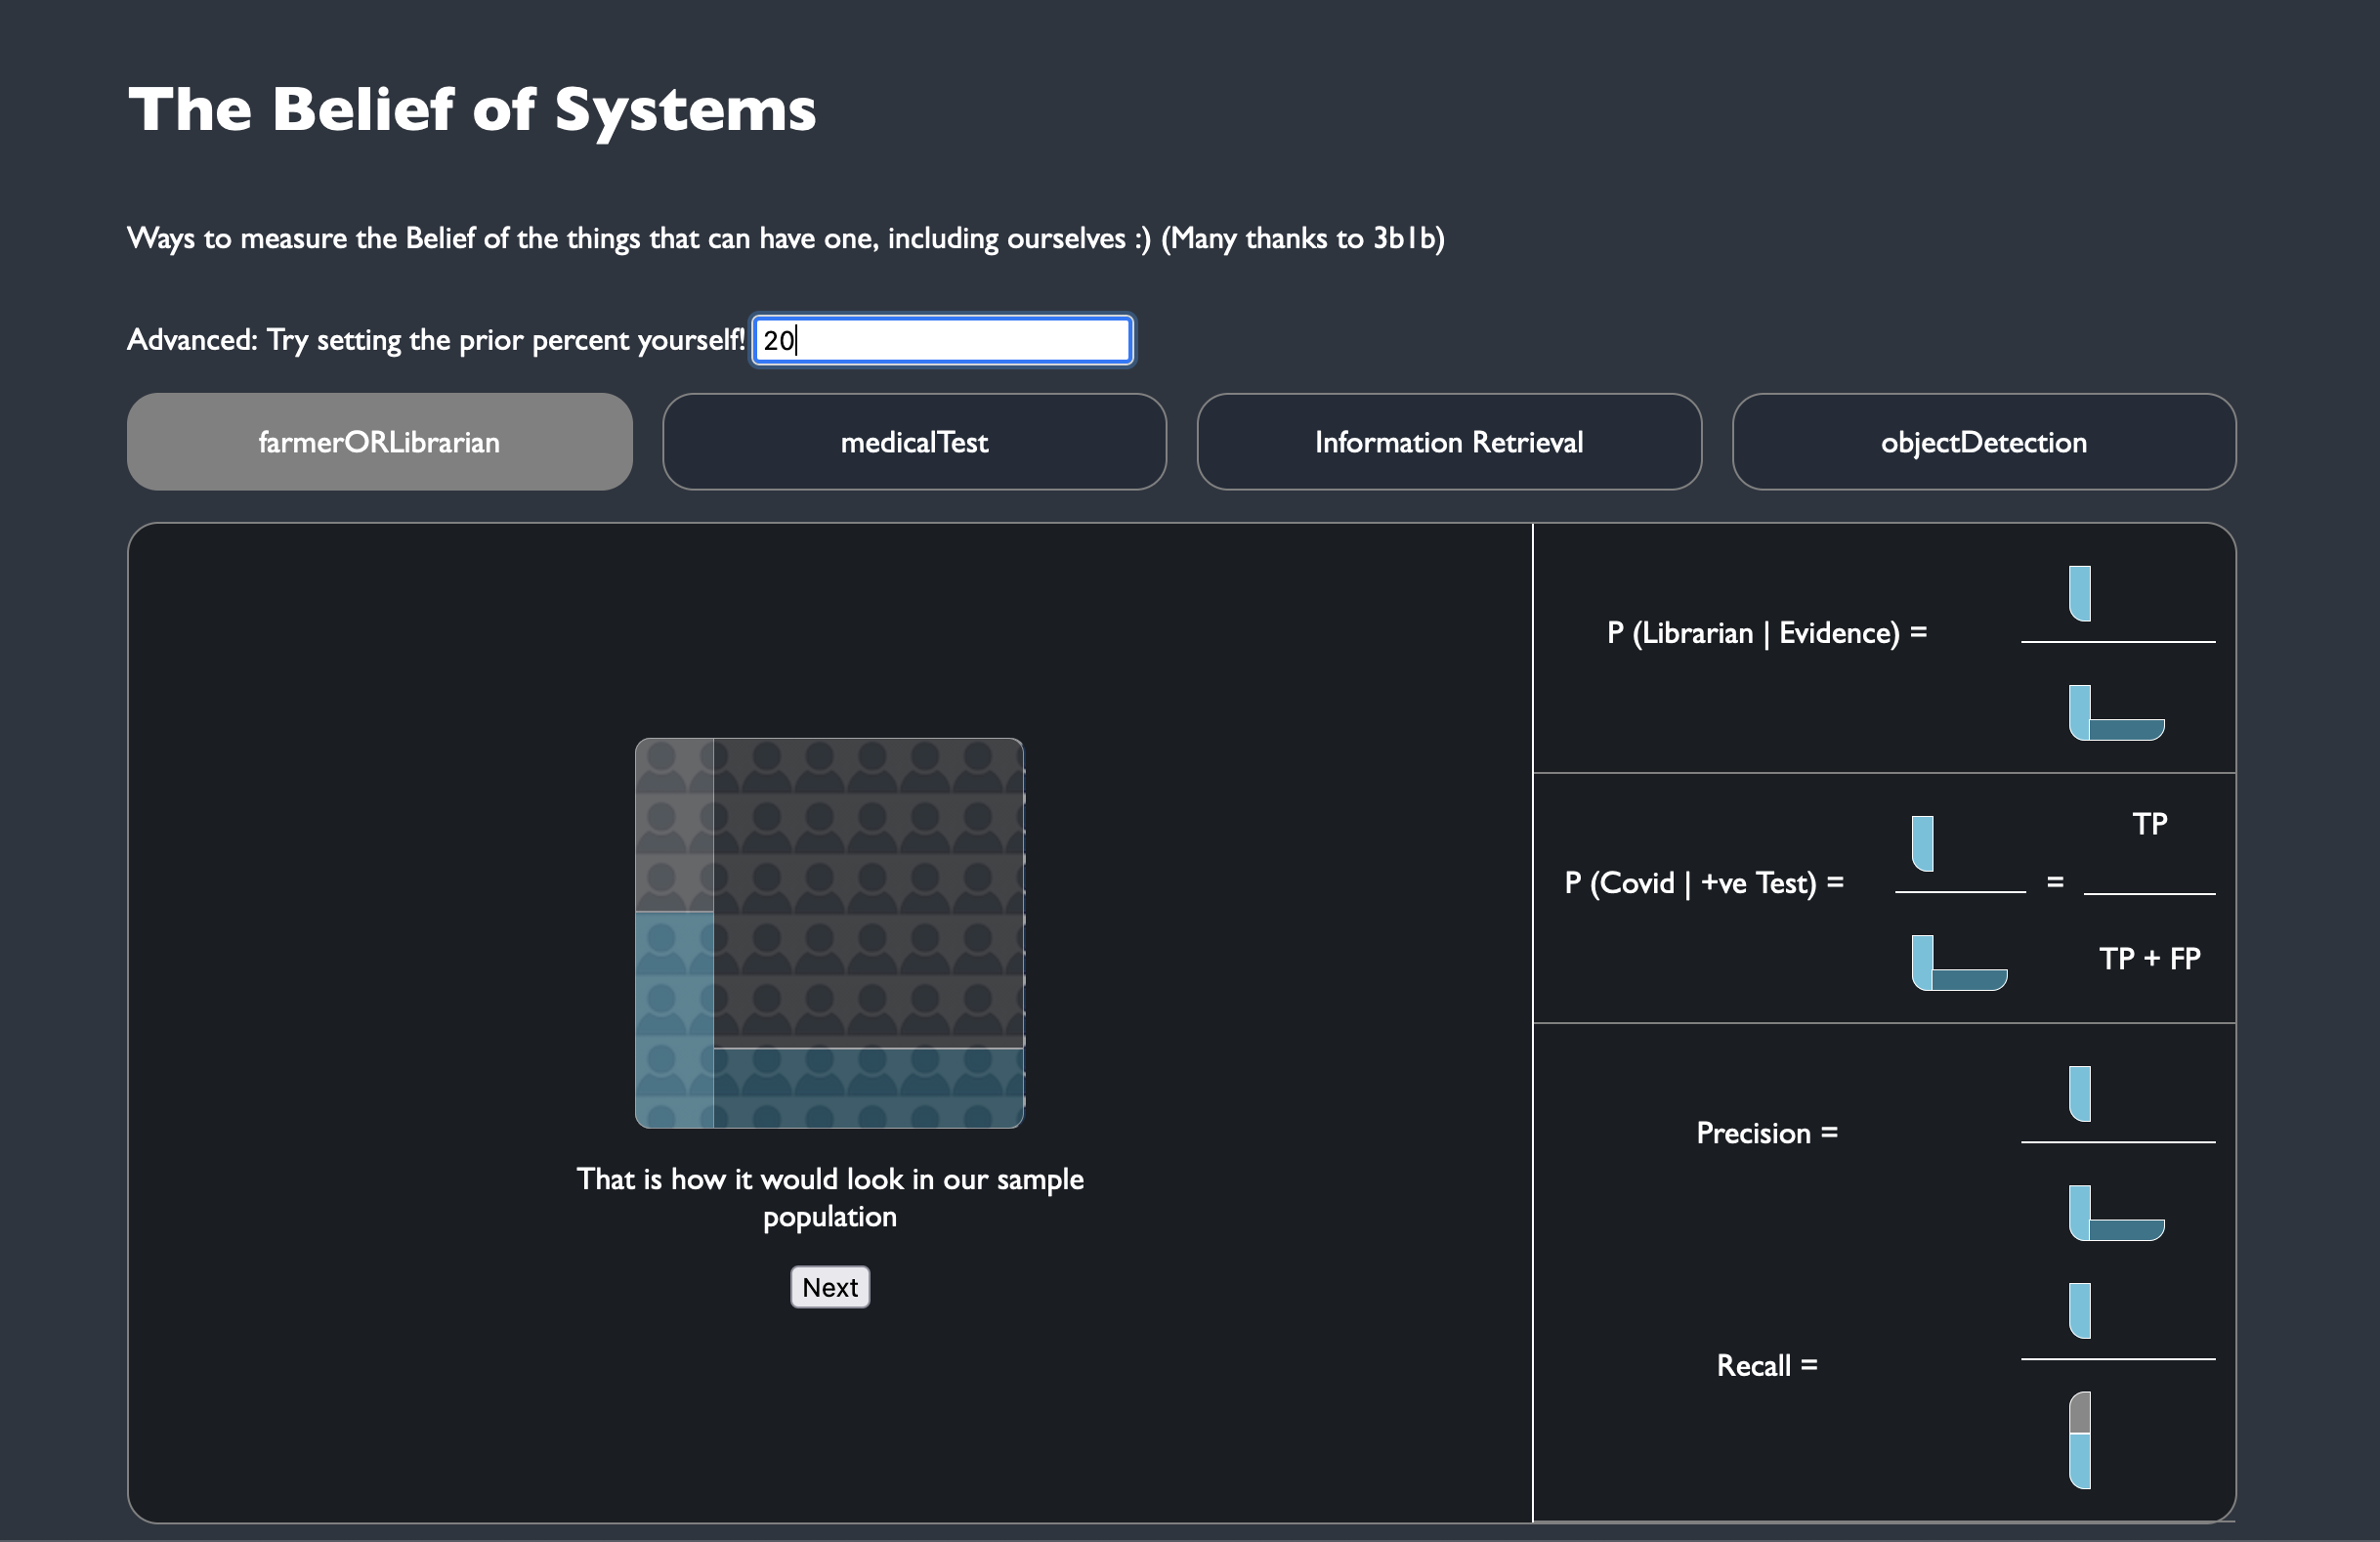 The Belief of Systems
Ways to measure the Belief of the things that can have one, including ourselves :) (Many thanks to 3b1b)
Advanced: Try setting the prior percent yourself! 20
farmerORLibrarian
medicalTest
Information Retrieval
objectDetection
That is how it would look in our sample
population
Next
P (Librarian | Evidence) =
P (Covid | +ve Test) =
=
TP
TP + FP
Precision =
Recall =